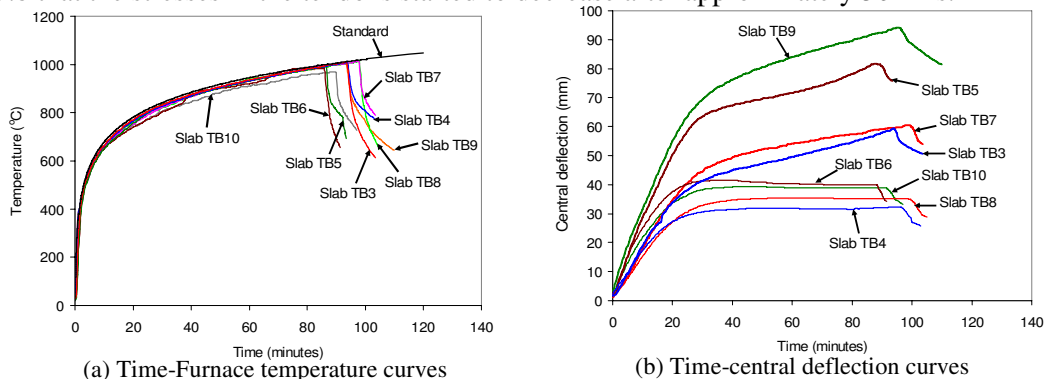 1200
1000
800
600
400
200
0
0 20 40 60 80 100 120 140
Temperature (°C)
Time (minutes)
Standard
Slab TB7
Slab TB6
Slab TB4
Slab TB10
Slab TB5
Slab TB9
Slab TB3
Slab TB8
(a) Time-Furnace temperature curves
100
90
80
70
60
50
40
30
20
10
0
0 20 40 60 80 100 120 140
Central deflection (mm)
Time (minutes)
Slab TB9
Slab TB5
Slab TB7
Slab TB6
Slab TB3
Slab TB10
Slab TB8
Slab TB4
(b) Time-central deflection curves